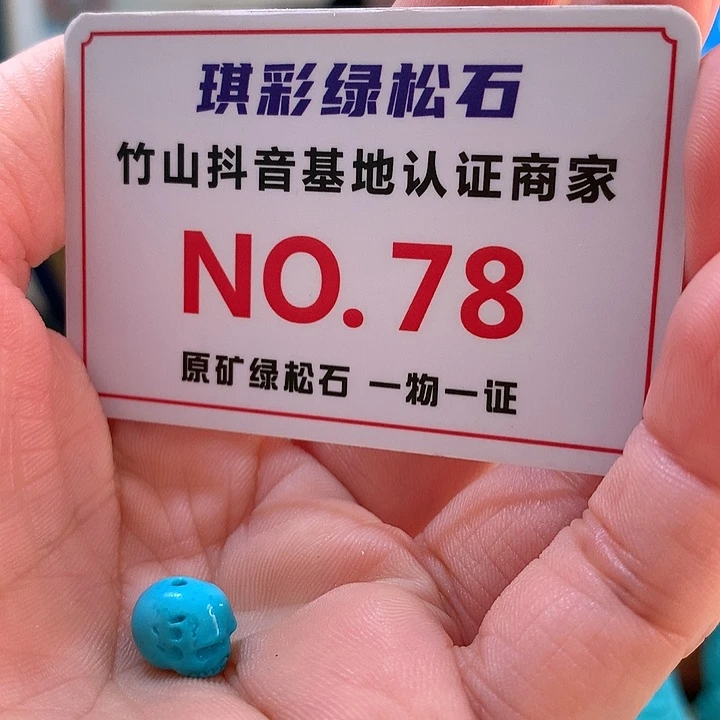 琪彩绿松石
竹山抖音基地认证商家
NO.78
原矿绿松石 一物一证